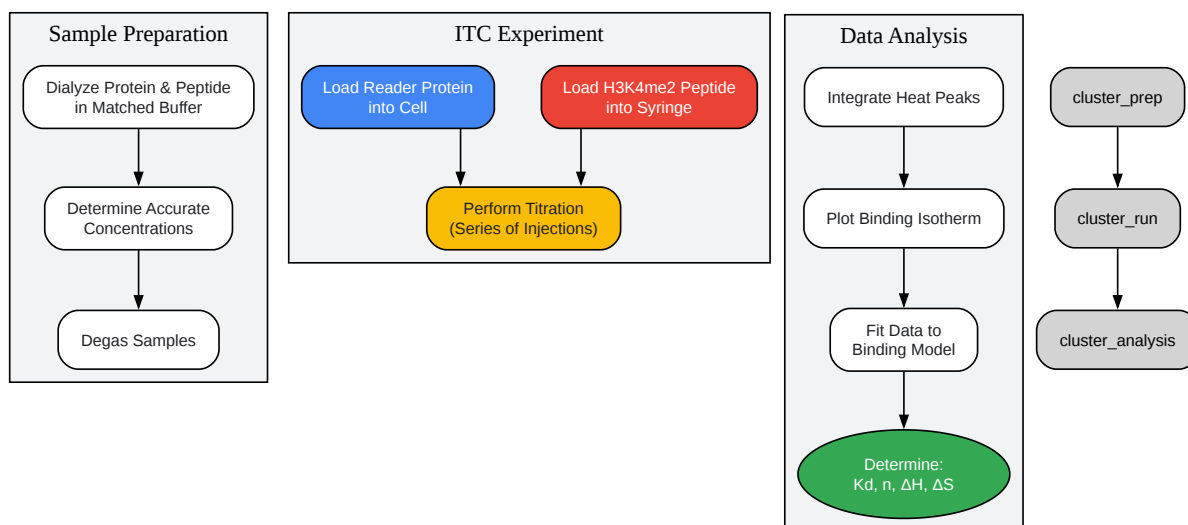 Sample Preparation
Dialyze Protein & Peptide
in Matched Buffer
Determine Accurate
Concentrations
Degas Samples
ITC Experiment
Load Reader Protein
into Cell
Load H3K4me2 Peptide
into Syringe
Perform Titration
(Series of Injections)
Data Analysis
Integrate Heat Peaks
Plot Binding Isotherm
Fit Data to
Binding Model
Determine:
Kd, n, ΔH, ΔS
cluster_prep
cluster_run
cluster_analysis